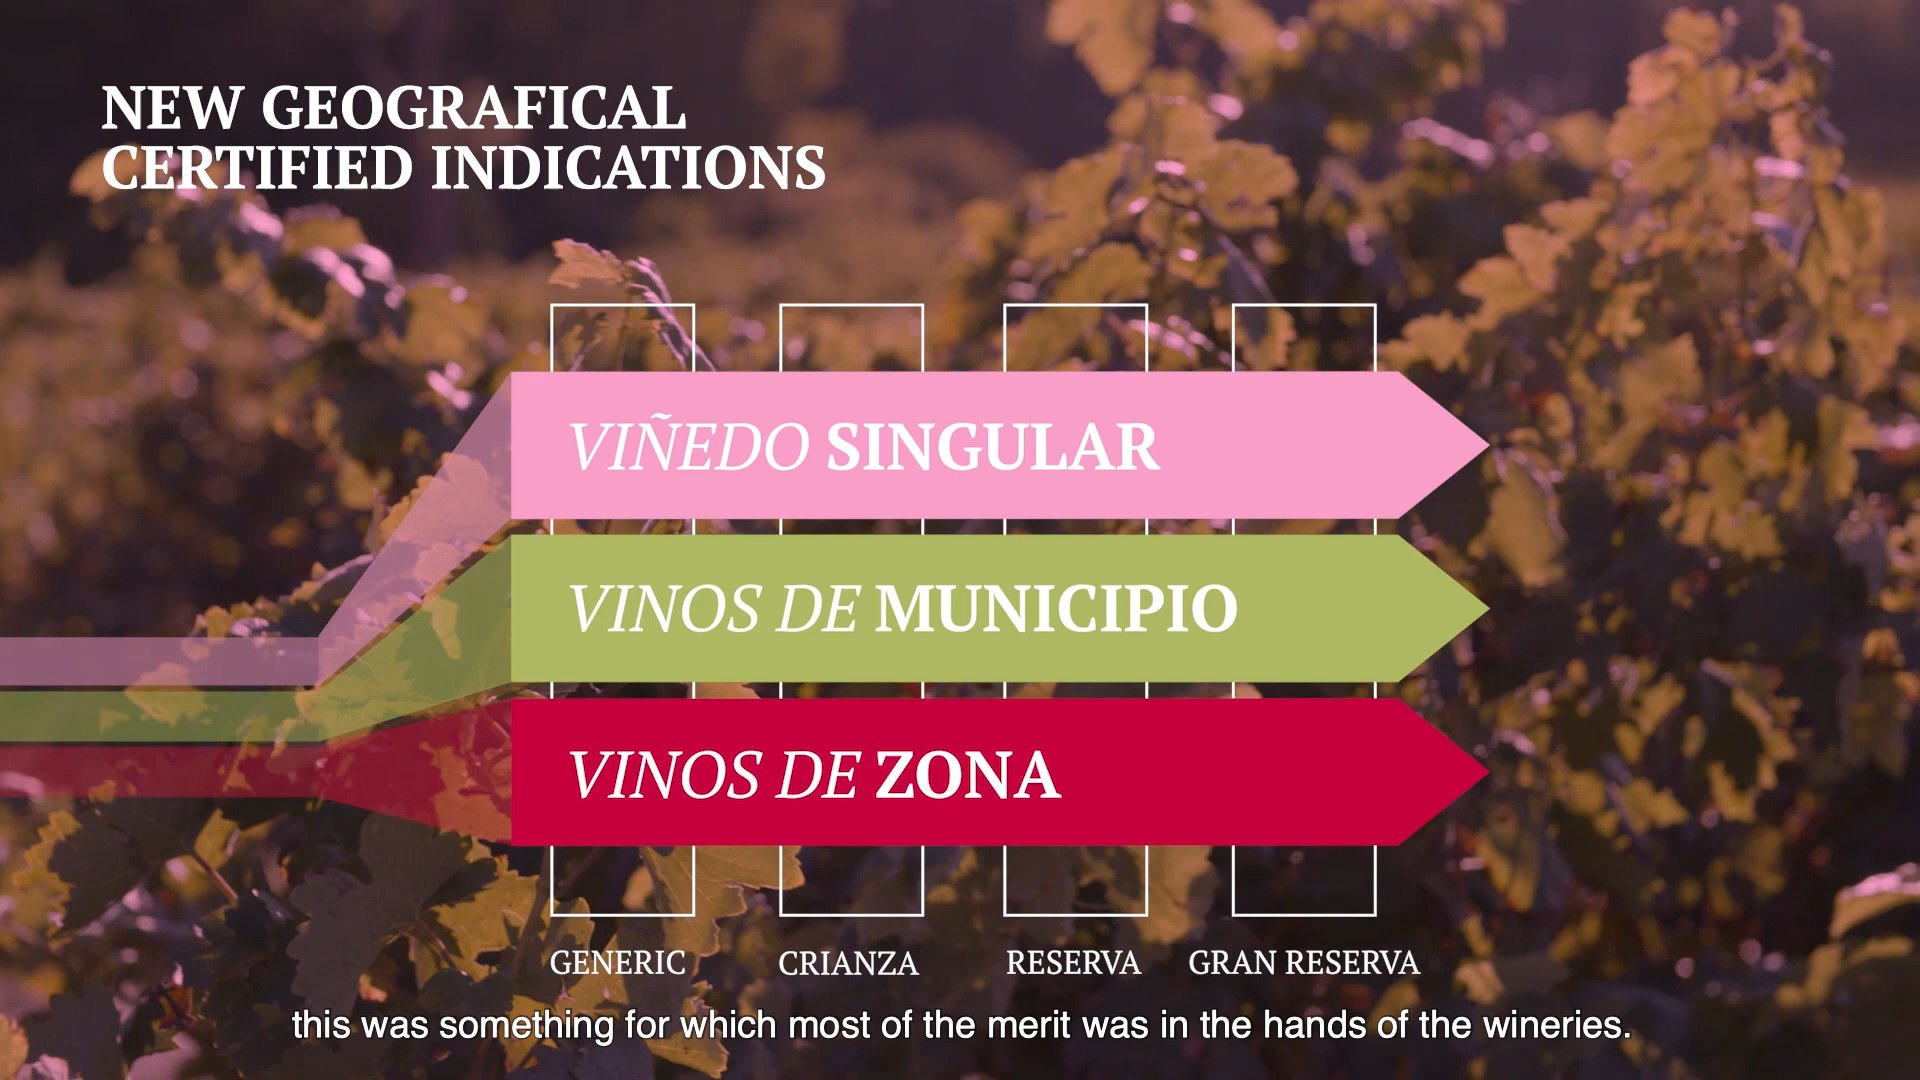 NEW GEOGRAFICAL
CERTIFIED INDICATIONS
VIÑEDO SINGULAR
VINOS DE MUNICIPIO
VINOS DE ZONA
GENERIC CRIANZA RESERVA GRAN RESERVA
this was something for which most of the merit was in the hands of the wineries.